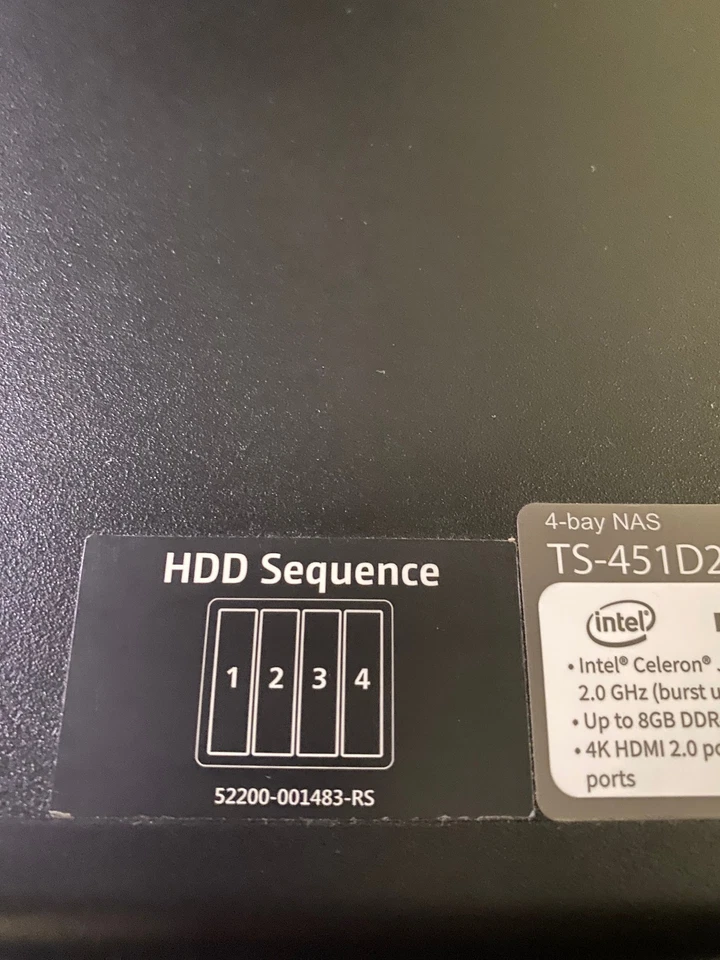 HDD Sequence
1 2 3 4
52200-001483-RS
4-bay NAS
TS-451D2
intel
• Intel® Celeron®
2.0 GHz (burst
• Up to 8GB DDR
• 4K HDMI 2.0
ports